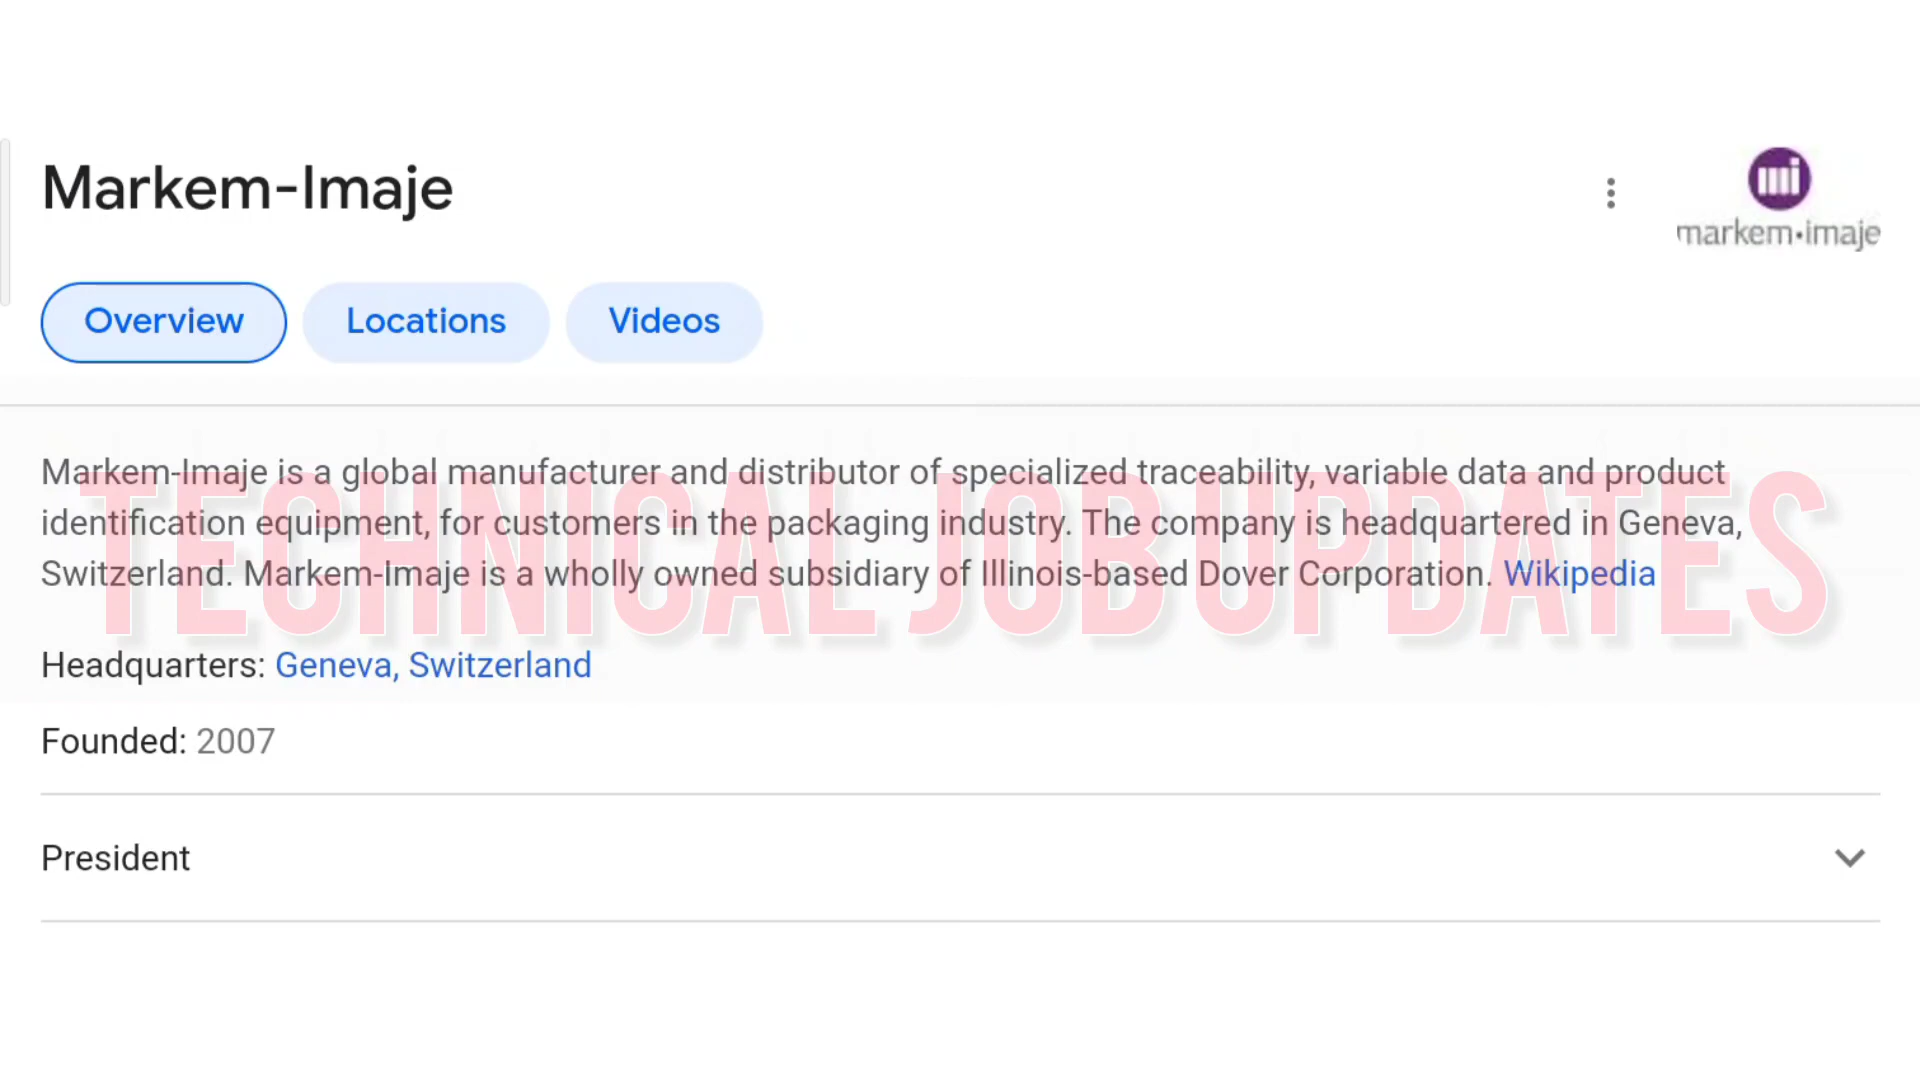 Markem-Imaje
markem•imaje
Overview
Locations
Videos
Markem-Imaje is a global manufacturer and distributor of specialized traceability, variable data and product
identification equipment, for customers in the packaging industry. The company is headquartered in Geneva,
Switzerland. Markem-Imaje is a wholly owned subsidiary of Illinois-based Dover Corporation. Wikipedia
TECHNICAL JOB UPDATES
Headquarters: Geneva, Switzerland
Founded: 2007
President